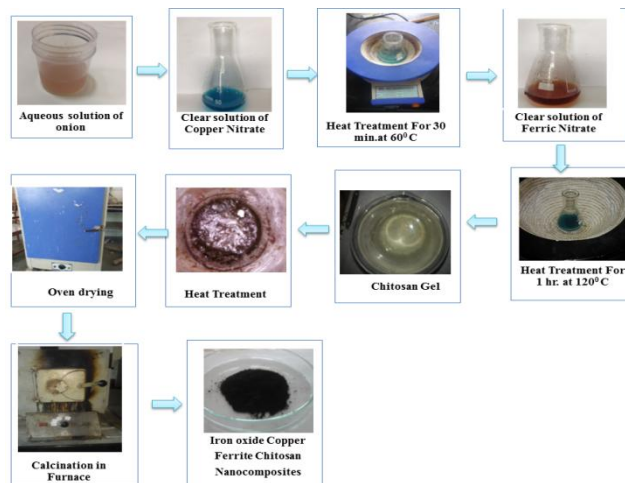 Aqueous solution of
onion
Clear solution of
Copper Nitrate
Heat Treatment For 30
min.at 60⁰ C
Clear solution of
Ferric Nitrate
Heat Treatment For
1 hr. at 120⁰ C
Chitosan Gel
Heat Treatment
Oven drying
Calcination in
Furnace
Iron oxide Copper
Ferrite Chitosan
Nanocomposites